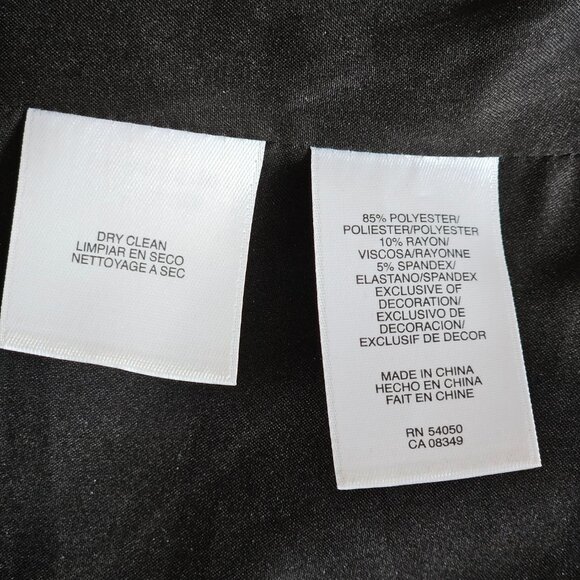 DRY CLEAN
LIMPIAR EN SECO
NETTOYAGE A SEC
85% POLYESTER/
POLIESTER/POLYESTER
10% RAYON/
VISCOSA/RAYONNE
5% SPANDEX/
ELASTANO/SPANDEX
EXCLUSIVE OF
DECORATION/
EXCLUSIVO DE
DECORACION/
EXCLUSIF DE DECOR
MADE IN CHINA
HECHO EN CHINA
FAIT EN CHINE
RN 54050
CA 08349